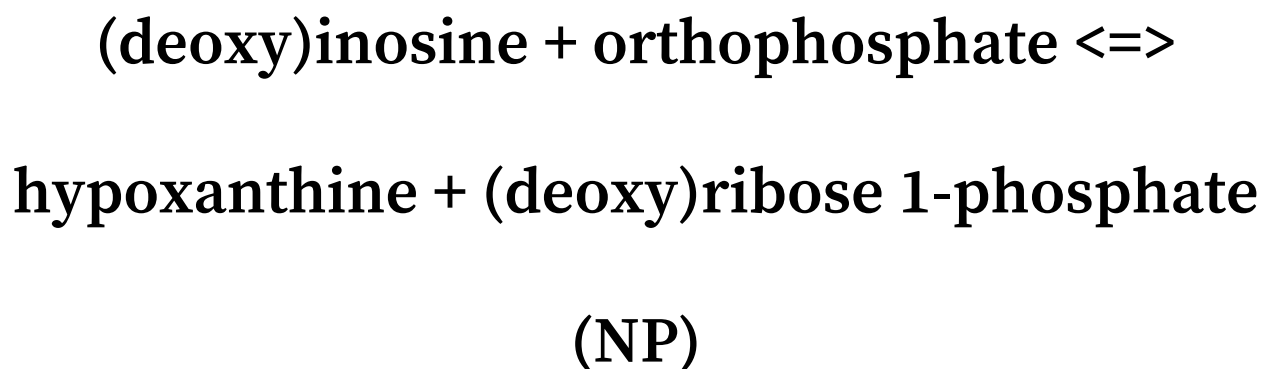 (deoxy)inosine + orthophosphate <=>
hypoxanthine + (deoxy)ribose 1-phosphate
(NP)